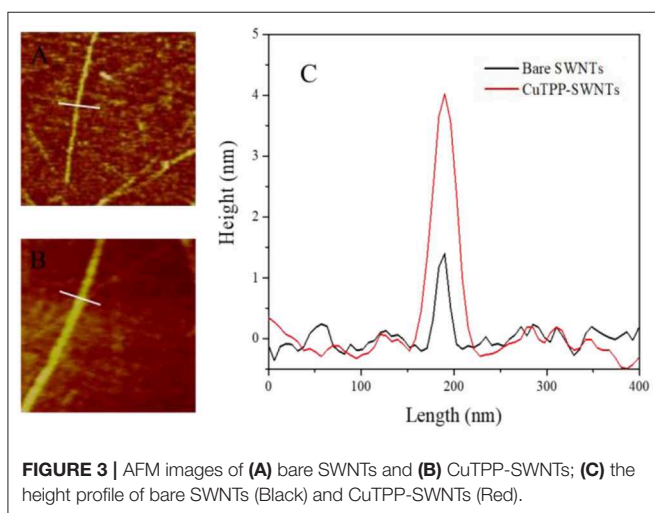 A
B
C
Bare SWNTs
CuTPP-SWNTs
Height (nm)
5
4
3
2
1
0
0 100 200 300 400
Length (nm)
FIGURE 3 | AFM images of (A) bare SWNTs and (B) CuTPP-SWNTs; (C) the
height profile of bare SWNTs (Black) and CuTPP-SWNTs (Red).